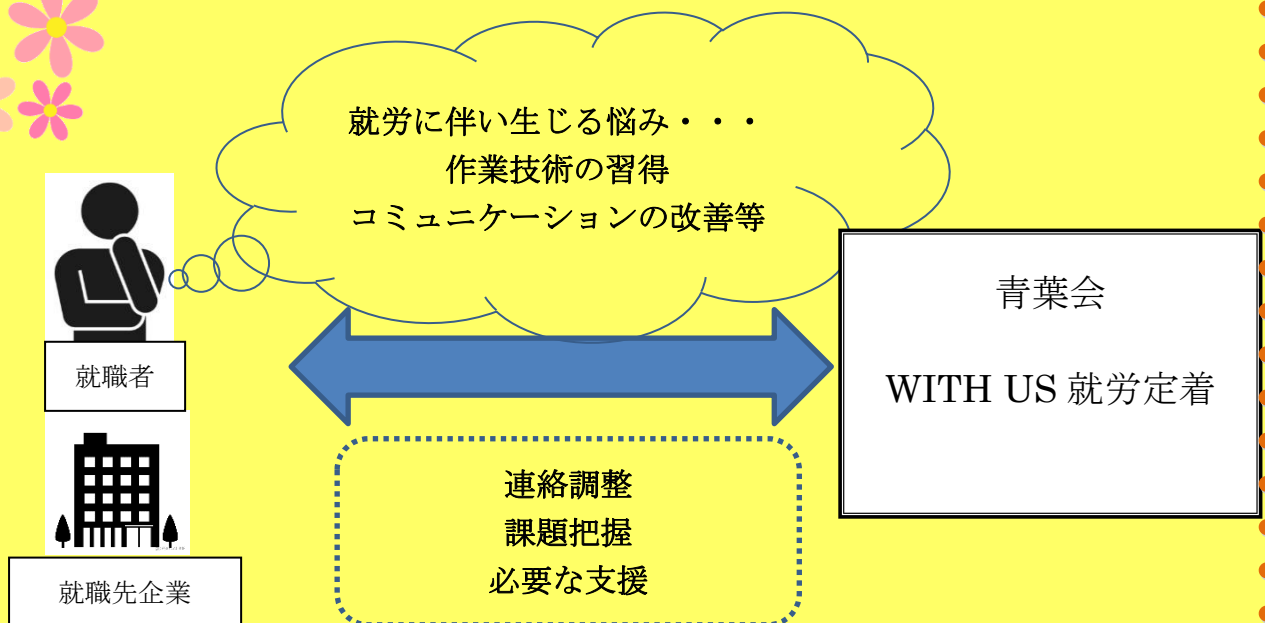 就労に伴い生じる悩み・・・
作業技術の習得
コミュニケーションの改善等
就職者
就職先企業
連絡調整
課題把握
必要な支援
青葉会
WITH US 就労定着